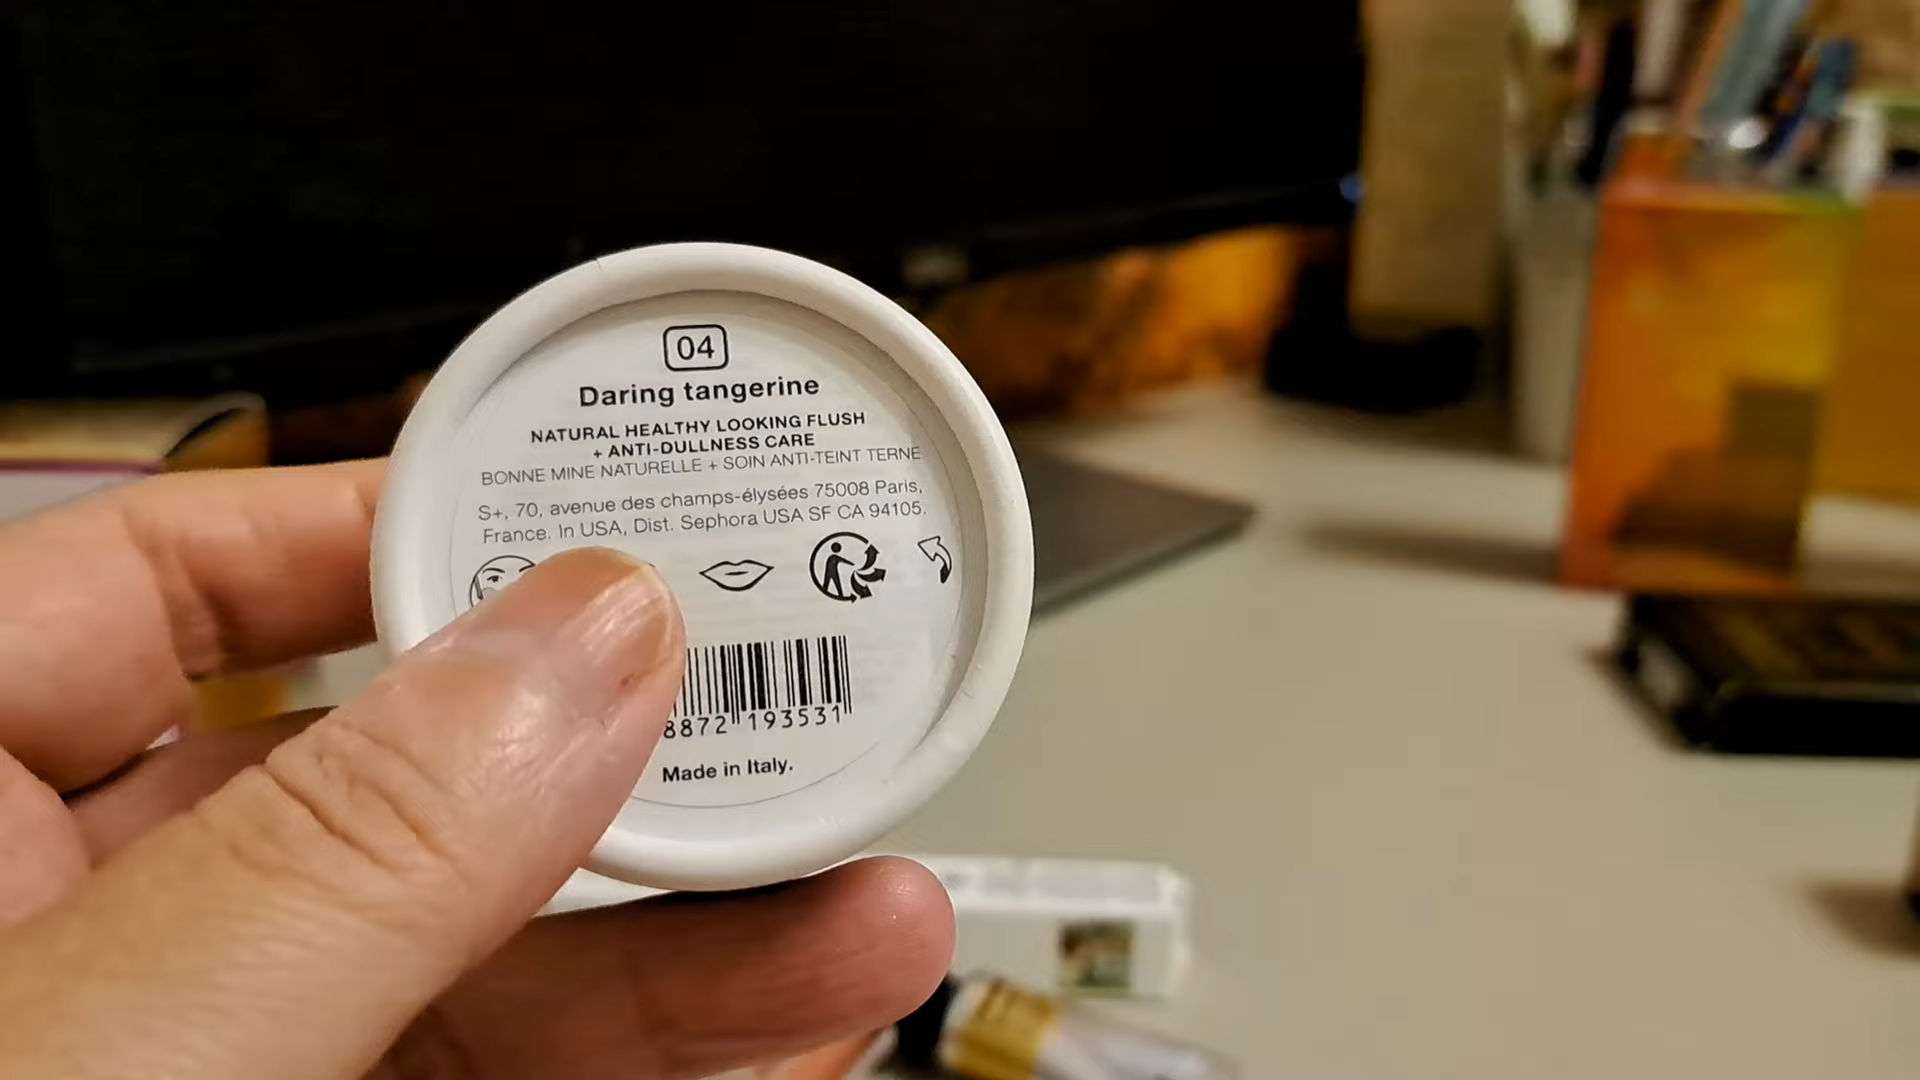 04
Daring tangerine
NATURAL HEALTHY LOOKING FLUSH
+ ANTI-DULLNESS CARE
BONNE MINE NATURELLE + SOIN ANTI-TEINT TERNE
S+, 70, avenue des champs-élysées 75008 Paris,
France. In USA, Dist. Sephora USA SF CA 94105.
8872 193531
Made in Italy.